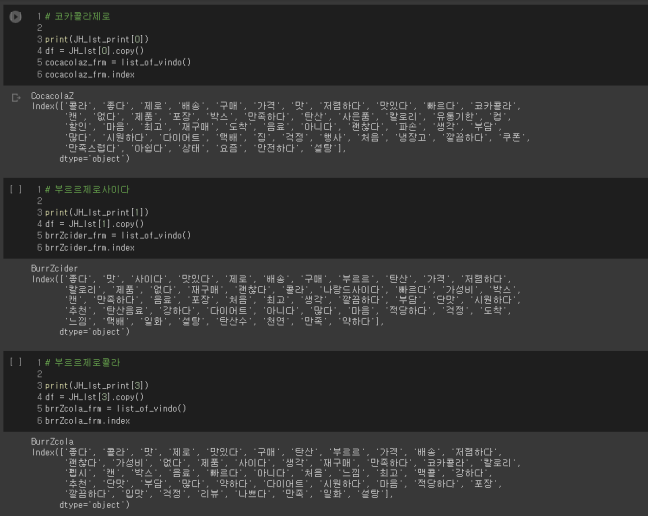 1 # 코카콜라제로
2
3 print(JH_lst_print[0])
4 df = JH_lst[0].copy()
5 cocacolaz_frm = list_of_vindo()
6 cocacolaz_frm.index
CocacolaZ
Index(['콜라', '좋다', '제로', '배송', '구매', '가격', '맛', '저렴하다', '맛있다', '빠르다', '코카콜라',
'캔', '없다', '제품', '포장', '박스', '만족하다', '탄산', '사은품', '칼로리', '유통기한', '컵',
'할인', '마음', '최고', '재구매', '도착', '음료', '아니다', '괜찮다', '파손', '생각', '부담',
'많다', '시원하다', '다이어트', '택배', '집', '걱정', '행사', '처음', '냉장고', '깔끔하다', '쿠폰',
'만족스럽다', '아쉽다', '상태', '요즘', '안전하다', '설탕'],
dtype='object')
[ ] 1 # 부르르제로사이다
2
3 print(JH_lst_print[1])
4 df = JH_lst[1].copy()
5 brrZcider_frm = list_of_vindo()
6 brrZcider_frm.index
BurrZcider
Index(['좋다', '맛', '사이다', '맛있다', '제로', '배송', '구매', '부르르', '탄산', '가격', '저렴하다',
'칼로리', '제품', '없다', '재구매', '괜찮다', '콜라', '나랑드사이다', '빠르다', '가성비', '박스',
'캔', '만족하다', '음료', '포장', '처음', '최고', '생각', '깔끔하다', '부담', '단맛', '시원하다',
'추천', '탄산음료', '강하다', '다이어트', '아니다', '많다', '마음', '적당하다', '걱정', '도착',
'느낌', '택배', '일화', '설탕', '탄산수', '천연', '만족', '약하다'],
dtype='object')
[ ] 1 # 부르르제로콜라
2
3 print(JH_lst_print[3])
4 df = JH_lst[3].copy()
5 brrZcola_frm = list_of_vindo()
6 brrZcola_frm.index
BurrZcola
Index(['좋다', '콜라', '맛', '제로', '맛있다', '구매', '탄산', '부르르', '가격', '배송', '저렴하다',
'괜찮다', '가성비', '없다', '제품', '사이다', '생각', '재구매', '만족하다', '코카콜라', '칼로리',
'펩시', '캔', '박스', '음료', '빠르다', '아니다', '처음', '느낌', '최고', '맥콜', '강하다',
'추천', '단맛', '부담', '많다', '약하다', '다이어트', '시원하다', '마음', '적당하다', '포장',
'깔끔하다', '입맛', '걱정', '리뷰', '나쁘다', '만족', '일화', '설탕'],
dtype='object')